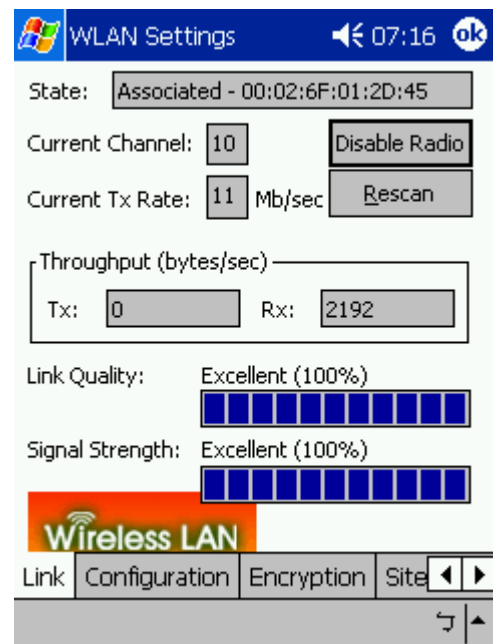 WLAN Settings 07:16 ok
State: Associated - 00:02:6F:01:2D:45
Current Channel: 10 Disable Radio
Current Tx Rate: 11 Mb/sec Rescan
Throughput (bytes/sec)
Tx: 0 Rx: 2192
Link Quality: Excellent (100%)
Signal Strength: Excellent (100%)
Wireless LAN
Link Configuration Encryption Site